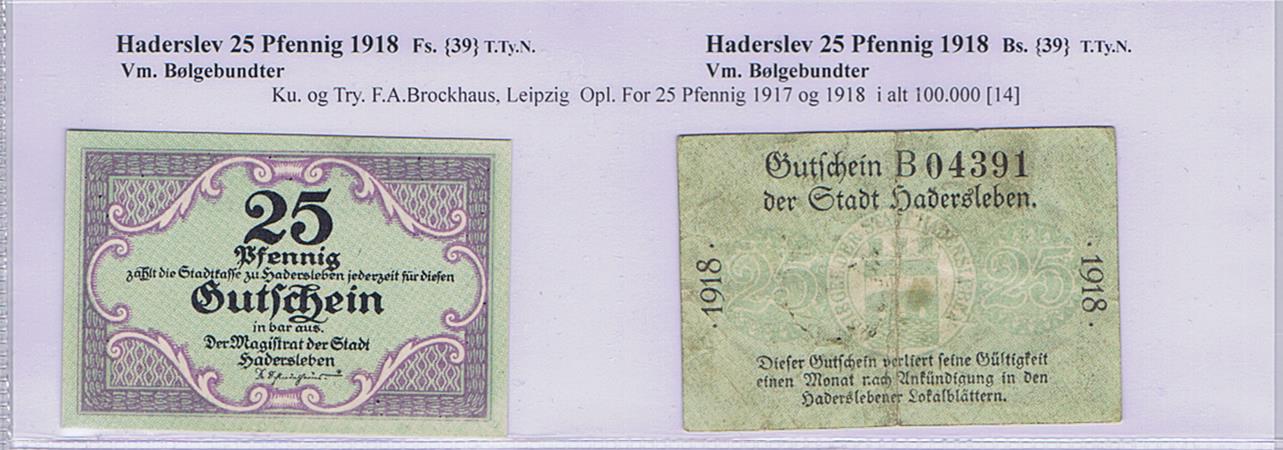 Haderslev 25 Pfennig 1918 Fs. {39} T.Ty.N.
Vm. Bølgebundter
Haderslev 25 Pfennig 1918 Bs. {39} T.Ty.N.
Vm. Bølgebundter
Ku. og Try. F.A.Brockhaus, Leipzig Opl. For 25 Pfennig 1917 og 1918 i alt 100.000 [14]
25
Pfennig
zahlt die Stadtkasse zu Hadersleben jederzeit für diesen
Gutschein
in bar aus.
Der Magistrat der Stadt
Hadersleben
Gutschein B 04391
der Stadt Hadersleben.
· 1918 ·
25
25
· 1918 ·
Dieser Gutschein verliert seine Gültigkeit
einen Monat nach Ankündigung in den
Haderslebener Lokalblättern.